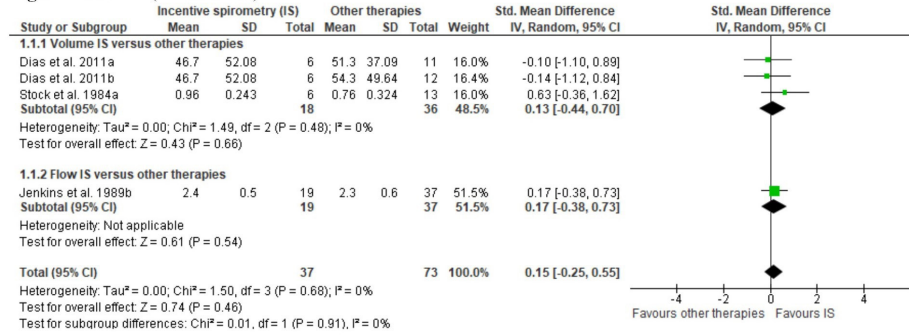 Incentive spirometry (IS) Other therapies Std. Mean Difference Std. Mean Difference
Study or Subgroup Mean SD Total Mean SD Total Weight IV, Random, 95% CI IV, Random, 95% CI
1.1.1 Volume IS versus other therapies
Dias et al. 2011a 46.7 52.08 6 51.3 37.09 11 16.0% -0.10 [-1.10, 0.89]
Dias et al. 2011b 46.7 52.08 6 54.3 49.64 12 16.0% -0.14 [-1.12, 0.84]
Stock et al. 1984a 0.96 0.243 6 0.76 0.324 13 16.0% 0.63 [-0.36, 1.62]
Subtotal (95% CI) 18 36 48.5% 0.13 [-0.44, 0.70]
Heterogeneity: Tau² = 0.00; Chi² = 1.49, df = 2 (P = 0.48); I² = 0%
Test for overall effect: Z = 0.43 (P = 0.66)
1.1.2 Flow IS versus other therapies
Jenkins et al. 1989b 2.4 0.5 19 2.3 0.6 37 51.5% 0.17 [-0.38, 0.73]
Subtotal (95% CI) 19 37 51.5% 0.17 [-0.38, 0.73]
Heterogeneity: Not applicable
Test for overall effect: Z = 0.61 (P = 0.54)
Total (95% CI) 37 73 100.0% 0.15 [-0.25, 0.55]
Heterogeneity: Tau² = 0.00; Chi² = 1.50, df = 3 (P = 0.68); I² = 0%
Test for overall effect: Z = 0.74 (P = 0.46)
Test for subgroup differences: Chi² = 0.01, df = 1 (P = 0.91), I² = 0%
-4 -2 0 2 4
Favours other therapies Favours IS